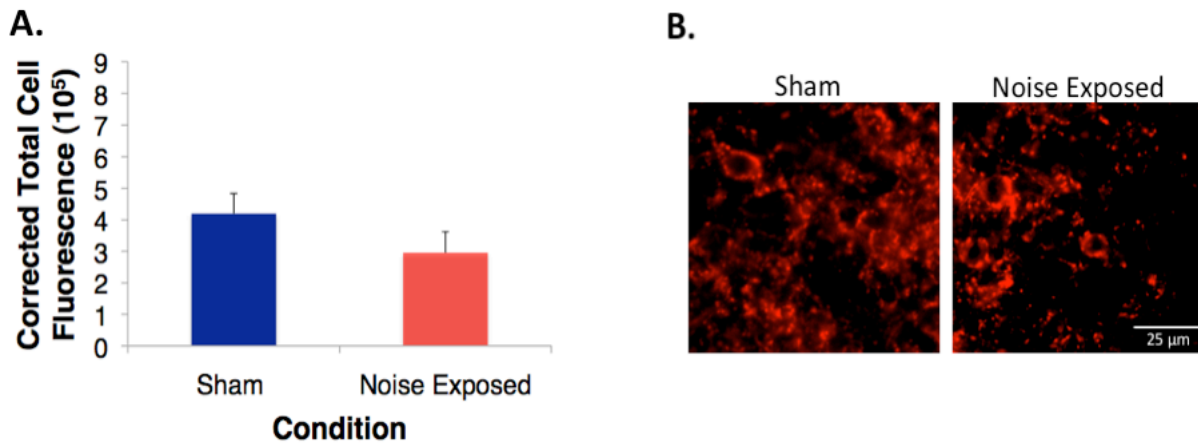 A.
Corrected Total Cell
Fluorescence (10⁵)
9
8
7
6
5
4
3
2
1
0
Sham
Noise Exposed
Condition
B.
Sham
Noise Exposed
25 μm